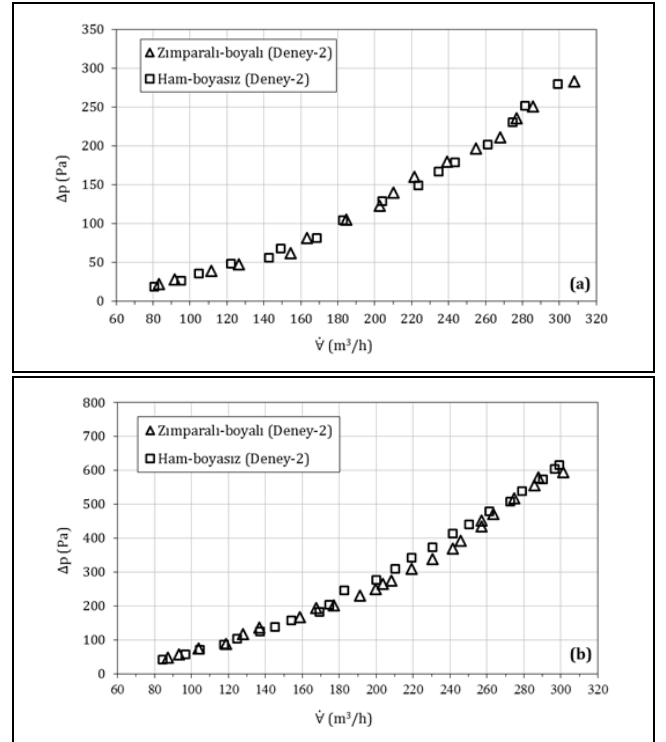 350
300
250
200
150
100
50
0
Δp (Pa)
△ Zımparalı-boyalı (Deney-2)
□ Ham-boyasız (Deney-2)
(a)
60 80 100 120 140 160 180 200 220 240 260 280 300 320
V̇ (m³/h)
800
700
600
500
400
300
200
100
0
Δp (Pa)
△ Zımparalı-boyalı (Deney-2)
□ Ham-boyasız (Deney-2)
(b)
60 80 100 120 140 160 180 200 220 240 260 280 300 320
V̇ (m³/h)